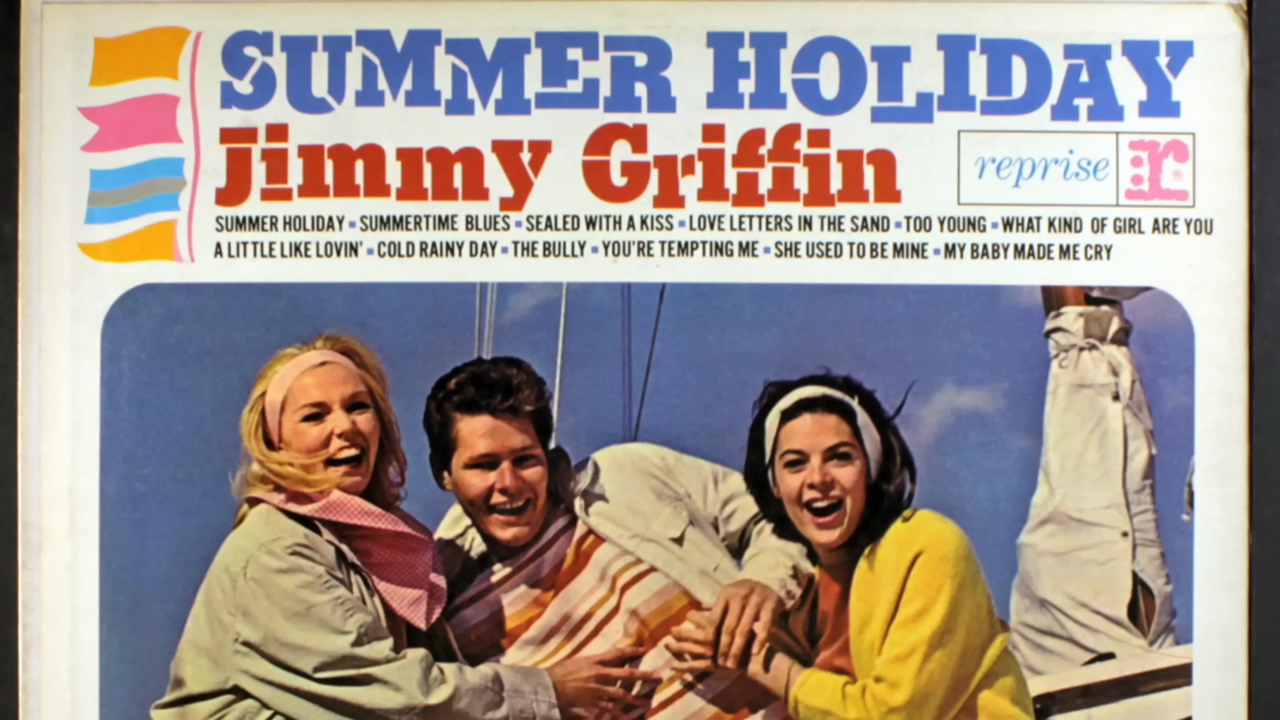 SUMMER HOLIDAY
Jimmy Griffin
reprise r
SUMMER HOLIDAY ▪ SUMMERTIME BLUES ▪ SEALED WITH A KISS ▪ LOVE LETTERS IN THE SAND ▪ TOO YOUNG ▪ WHAT KIND OF GIRL ARE YOU
A LITTLE LIKE LOVIN' ▪ COLD RAINY DAY ▪ THE BULLY ▪ YOU'RE TEMPTING ME ▪ SHE USED TO BE MINE ▪ MY BABY MADE ME CRY